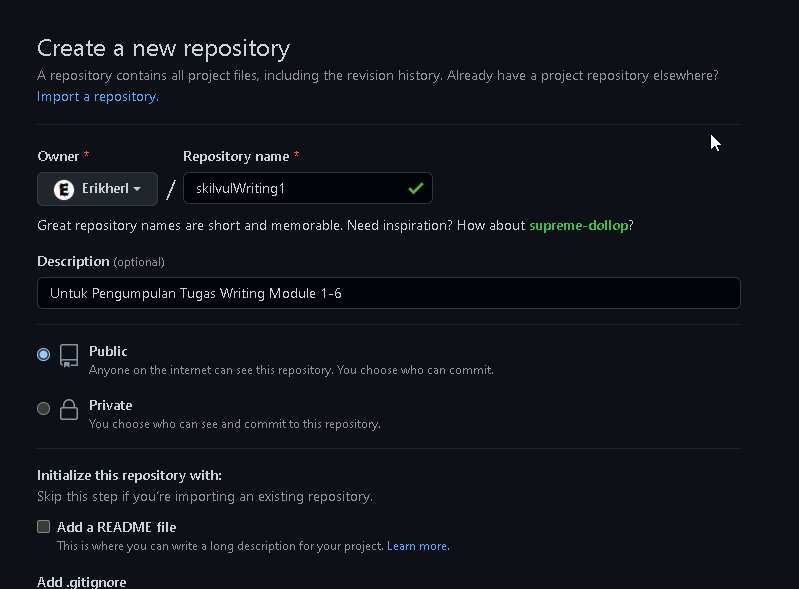 Create a new repository
A repository contains all project files, including the revision history. Already have a project repository elsewhere?
Import a repository.
Owner * Repository name *
E Erikherl / skilvulWriting1
Great repository names are short and memorable. Need inspiration? How about supreme-dollop?
Description (optional)
Untuk Pengumpulan Tugas Writing Module 1-6
Public
Anyone on the internet can see this repository. You choose who can commit.
Private
You choose who can see and commit to this repository.
Initialize this repository with:
Skip this step if you're importing an existing repository.
Add a README file
This is where you can write a long description for your project. Learn more.
Add .gitignore